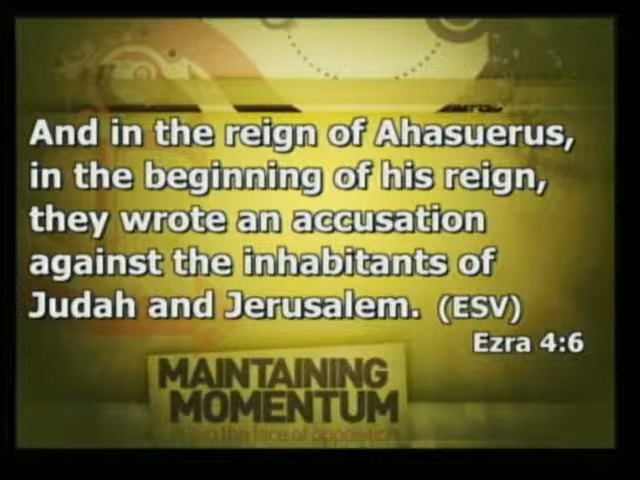 And in the reign of Ahasuerus,
in the beginning of his reign,
they wrote an accusation
against the inhabitants of
Judah and Jerusalem. (ESV)
Ezra 4:6
MAINTAINING
MOMENTUM
in the face of opposition